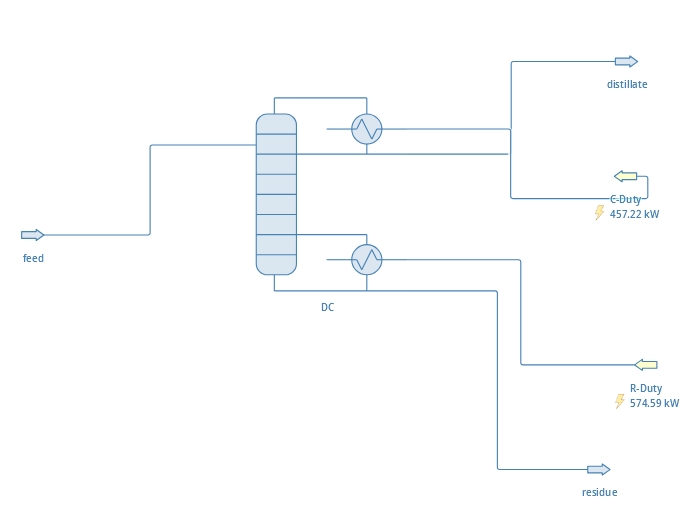 distillate
C-Duty
457.22 kW
feed
DC
R-Duty
574.59 kW
residue